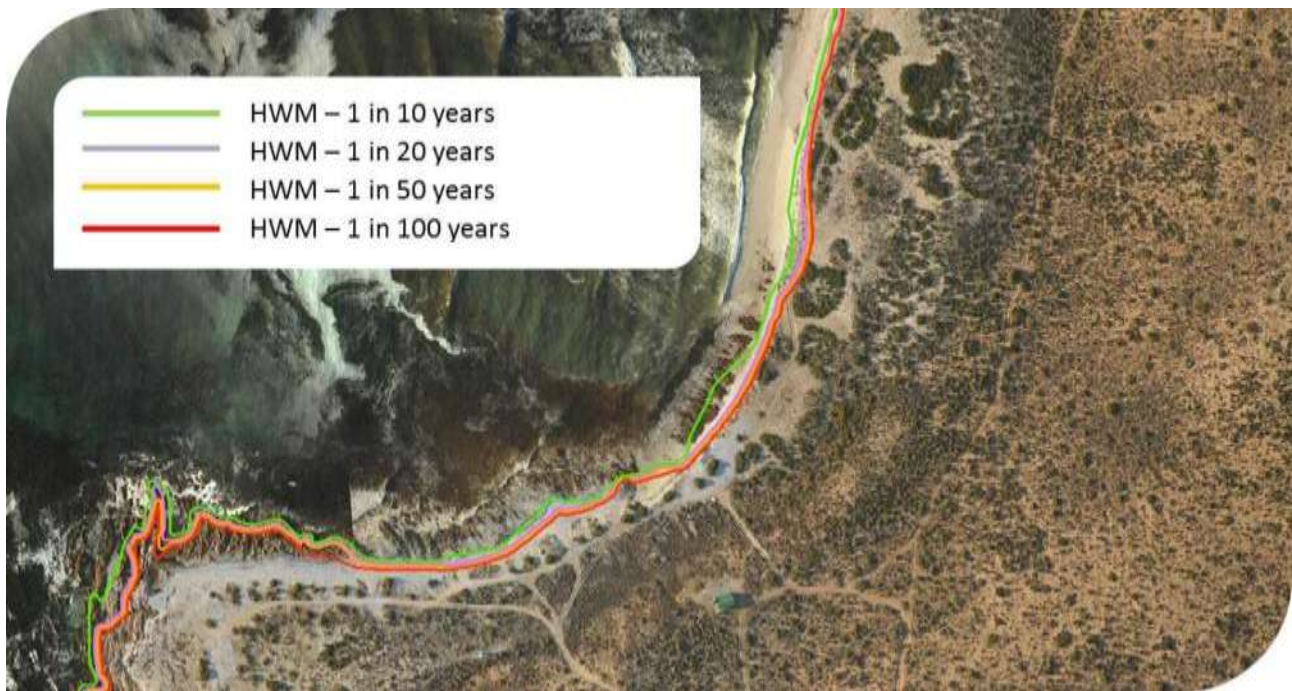 HWM – 1 in 10 years
HWM – 1 in 20 years
HWM – 1 in 50 years
HWM – 1 in 100 years